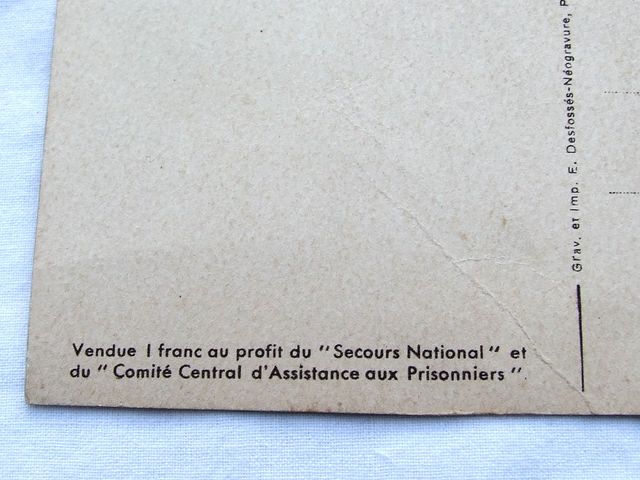 Vendue 1 franc au profit du "Secours National" et
du "Comité Central d'Assistance aux Prisonniers".
Grav. et Imp. E. Desfossés-Néogravure,